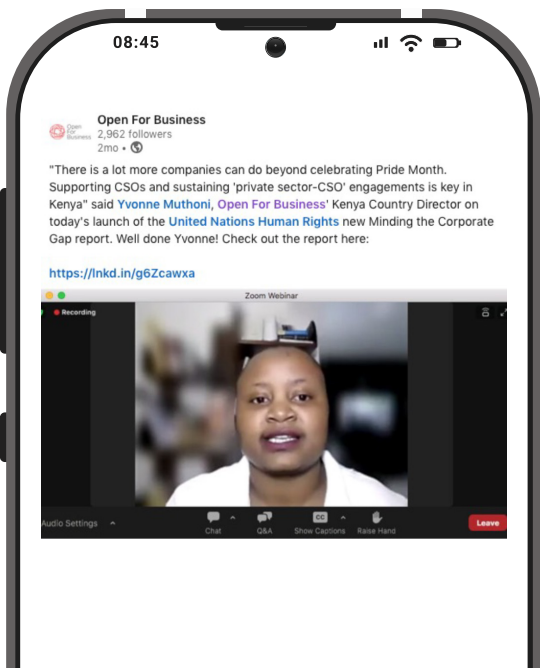 08:45
Open
For
Business
Open For Business
2,962 followers
2mo •
"There is a lot more companies can do beyond celebrating Pride Month.
Supporting CSOs and sustaining 'private sector-CSO' engagements is key in
Kenya" said Yvonne Muthoni, Open For Business' Kenya Country Director on
today's launch of the United Nations Human Rights new Minding the Corporate
Gap report. Well done Yvonne! Check out the report here:
https://lnkd.in/g6Zcawxa
Zoom Webinar
Recording
Audio Settings
Chat
Q&A
CC
Show Captions
Raise Hand
Leave